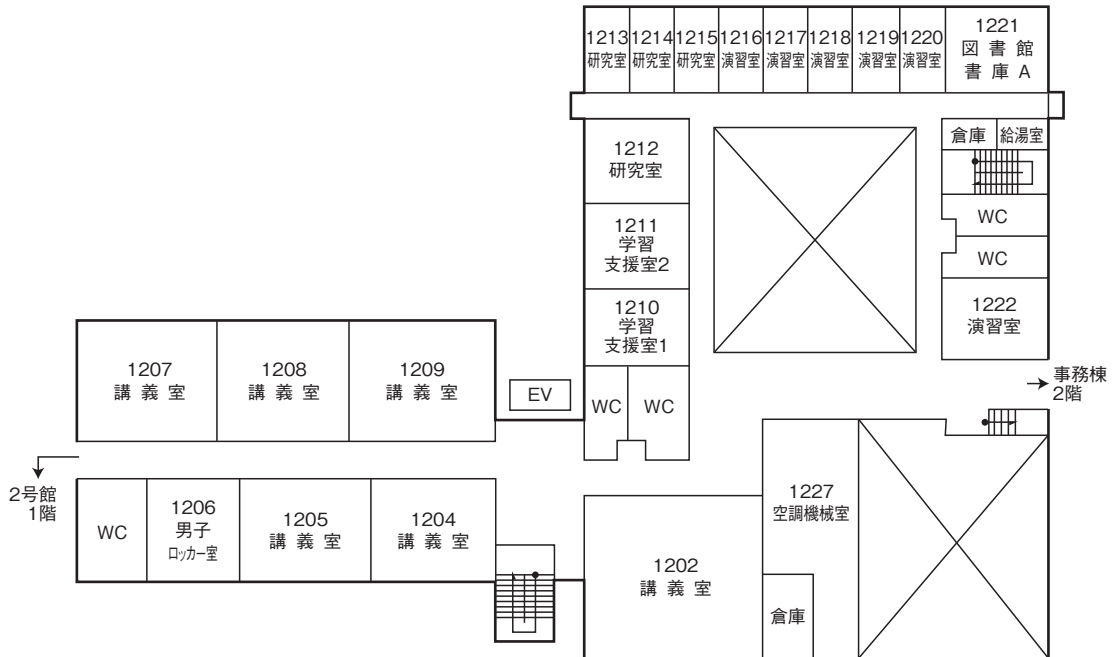 1213
研究室
1214
研究室
1215
研究室
1216
演習室
1217
演習室
1218
演習室
1219
演習室
1220
演習室
1221
図書館
書庫A
倉庫
給湯室
1212
研究室
WC
1211
学習
支援室2
WC
1210
学習
支援室1
1222
演習室
1207
講義室
1208
講義室
1209
講義室
EV
WC
WC
事務棟
2階
2号館
1階
WC
1206
男子
ロッカー室
1205
講義室
1204
講義室
1202
講義室
1227
空調機械室
倉庫